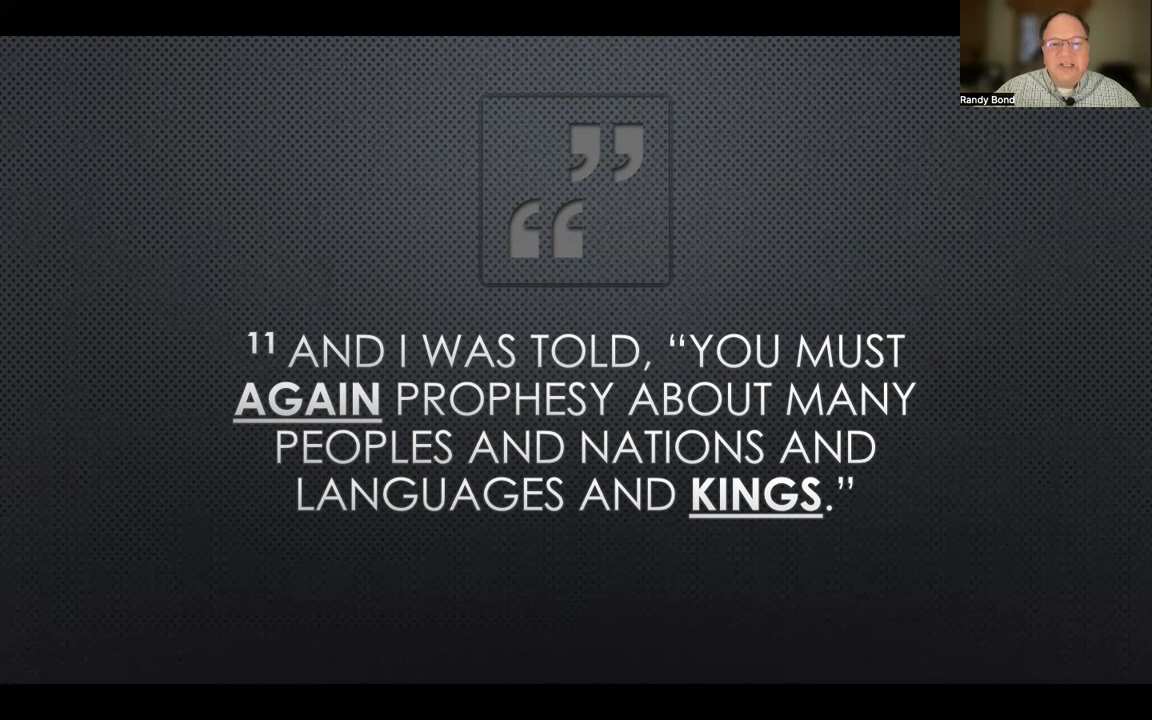 Randy Bond
¹¹ AND I WAS TOLD, “YOU MUST
AGAIN PROPHESY ABOUT MANY
PEOPLES AND NATIONS AND
LANGUAGES AND KINGS.”